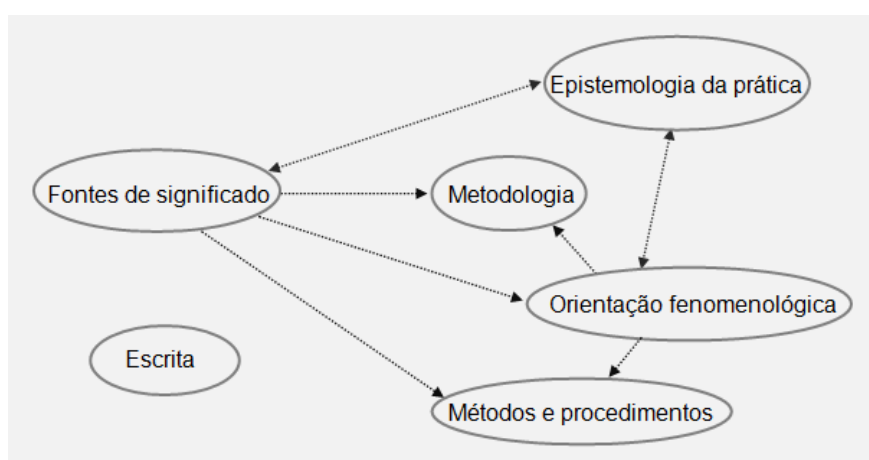 Epistemologia da prática
Fontes de significado
Metodologia
Orientação fenomenológica
Escrita
Métodos e procedimentos